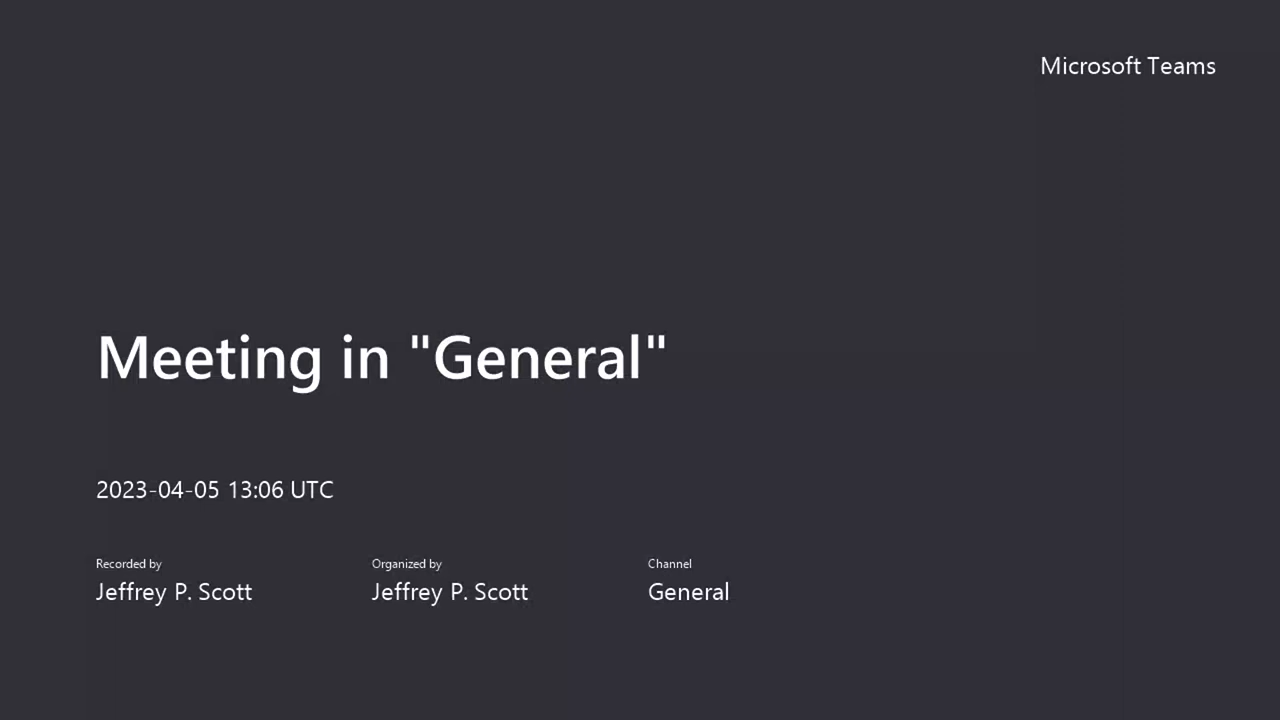 Microsoft Teams
Meeting in "General"
2023-04-05 13:06 UTC
Recorded by
Jeffrey P. Scott
Organized by
Jeffrey P. Scott
Channel
General